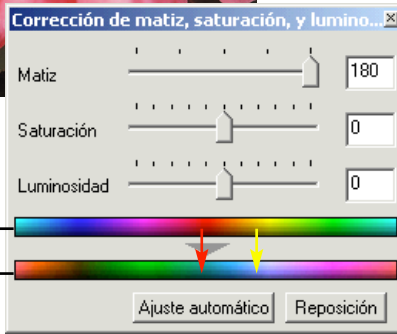 Corrección de matiz, saturación, y lumino...
Matiz 180
Saturación 0
Luminosidad 0
Ajuste automático Reposición